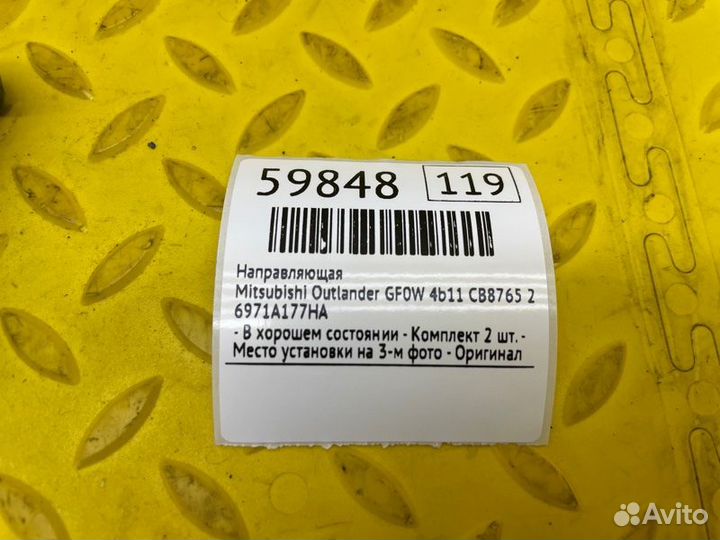 59848 119
Направляющая
Mitsubishi Outlander GF0W 4b11 CB8765 2
6971A177HA
- В хорошем состоянии - Комплект 2 шт. -
Место установки на 3-м фото - Оригинал
Avito